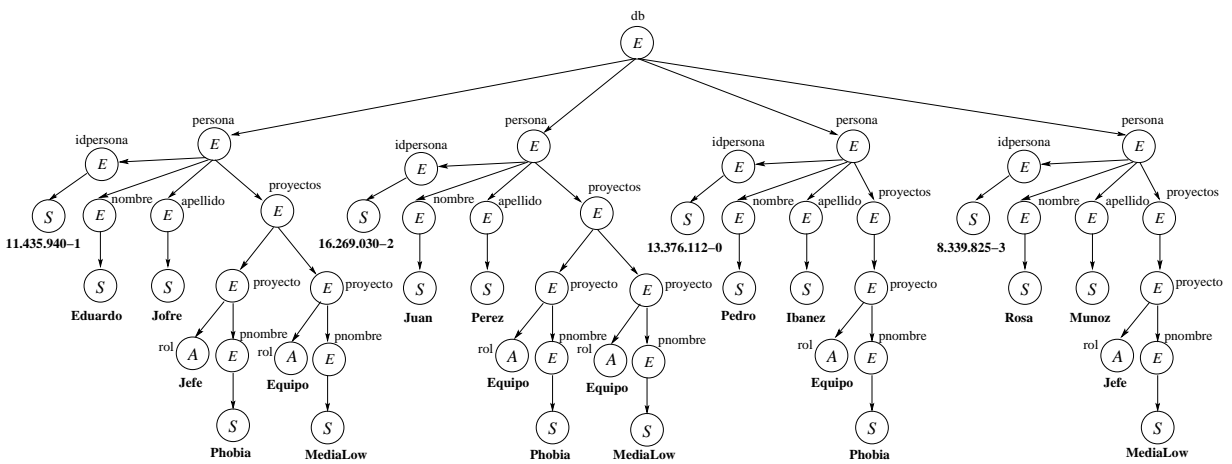 db
E
persona persona persona persona
E E E E
idpersona idpersona idpersona idpersona
E E E E
nombre apellido proyectos nombre apellido proyectos nombre apellido proyectos nombre apellido proyectos
S E E E S E E E S E E E S E E E
11.435.940−1 16.269.030−2 13.376.112−0 8.339.825−3
S S E proyecto E proyecto S S E proyecto E proyecto S S E proyecto S S E proyecto
Eduardo Jofre Juan Perez Pedro Ibanez Rosa Munoz
rol A pnombre E rol A pnombre E rol A pnombre E rol A pnombre E rol A pnombre E rol A pnombre E
Jefe Equipo Equipo Equipo Equipo Jefe
S S S S S S
Phobia MediaLow Phobia MediaLow Phobia MediaLow